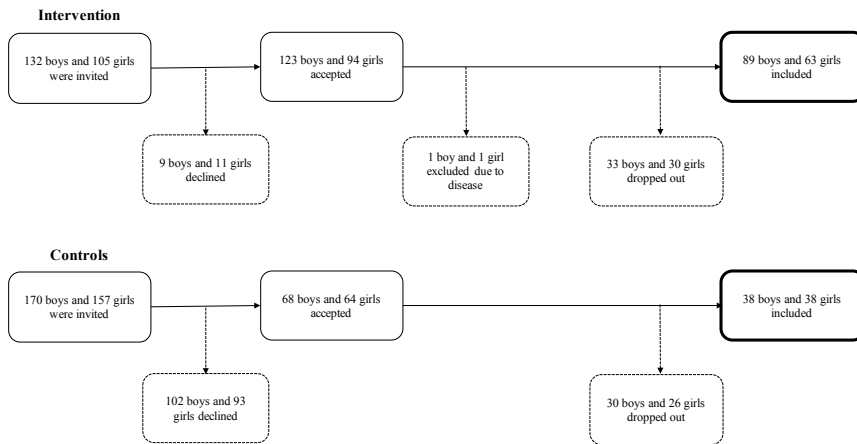 Intervention
132 boys and 105 girls
were invited
123 boys and 94 girls
accepted
89 boys and 63 girls
included
9 boys and 11 girls
declined
1 boy and 1 girl
excluded due to
disease
33 boys and 30 girls
dropped out
Controls
170 boys and 157 girls
were invited
68 boys and 64 girls
accepted
38 boys and 38 girls
included
102 boys and 93
girls declined
30 boys and 26 girls
dropped out